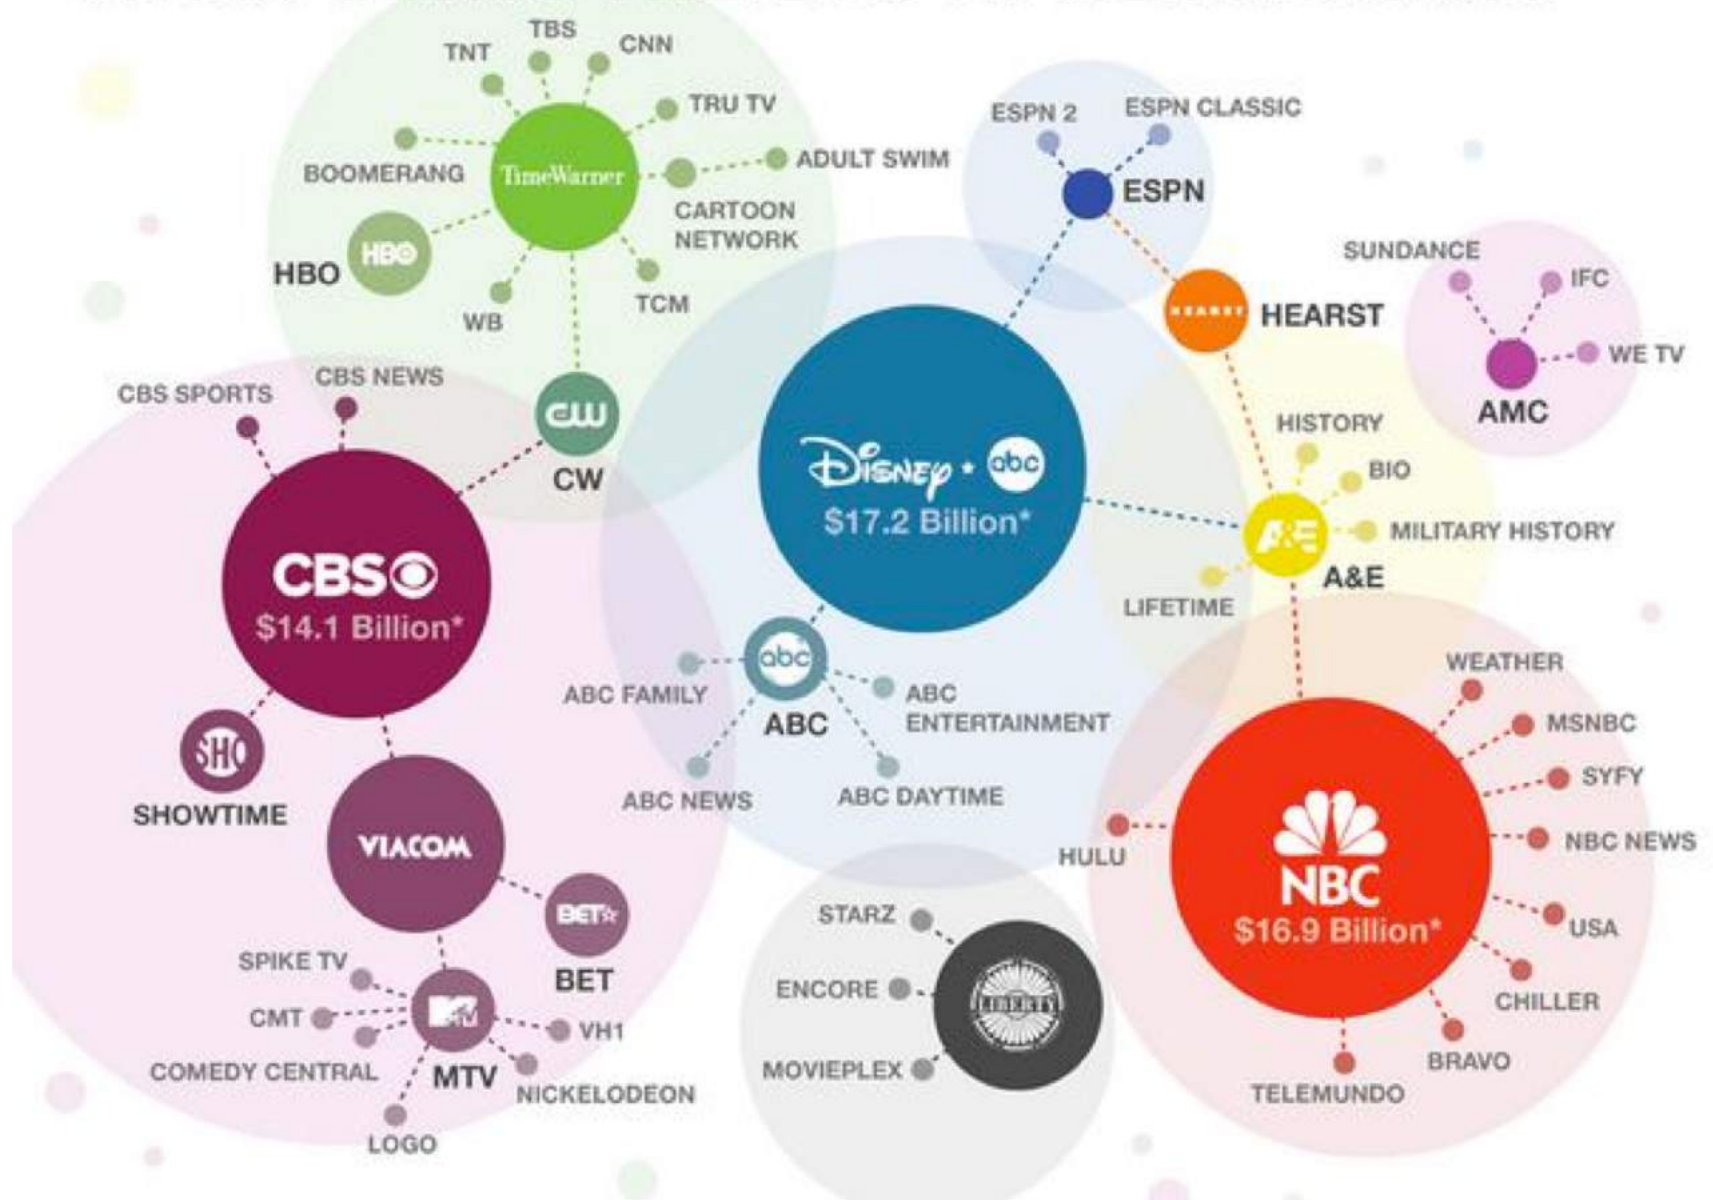 TBS
CNN
TNT
TRU TV
TimeWarner
BOOMERANG
ADULT SWIM
CARTOON
NETWORK
HBO
HBO
WB
TCM
CW
CW
ESPN 2
ESPN CLASSIC
ESPN
HEARST
HEARST
SUNDANCE
IFC
WE TV
AMC
CBS SPORTS
CBS NEWS
CBS
$14.1 Billion*
DISNEY
abc
$17.2 Billion*
HISTORY
BIO
MILITARY HISTORY
A&E
A&E
LIFETIME
ABC FAMILY
abc
ABC
ABC
ENTERTAINMENT
ABC NEWS
ABC DAYTIME
SHO
SHOWTIME
VIACOM
BET
BET
SPIKE TV
CMT
COMEDY CENTRAL
MTV
MTV
VH1
NICKELODEON
LOGO
STARZ
ENCORE
MOVIEPLEX
LIBERTY
WEATHER
MSNBC
SYFY
NBC NEWS
HULU
NBC
$16.9 Billion*
USA
CHILLER
BRAVO
TELEMUNDO